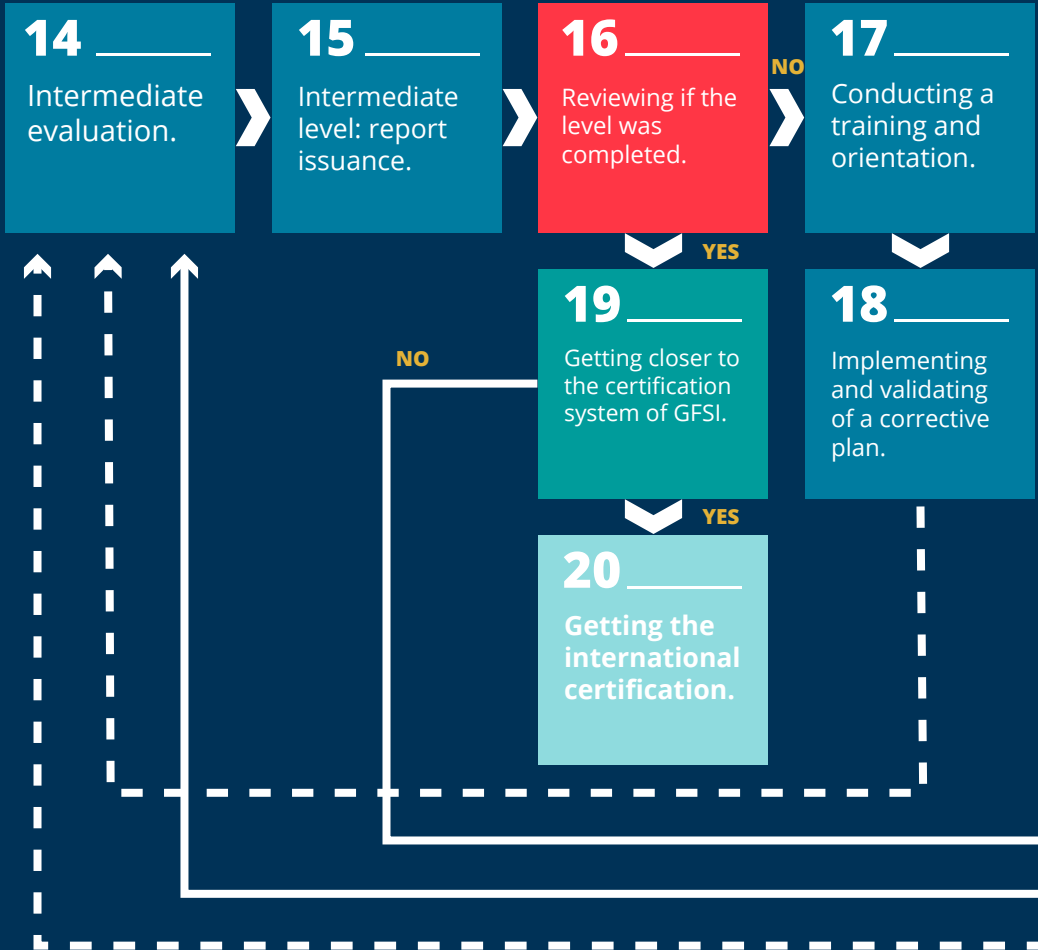 14
Intermediate
evaluation.
15
Intermediate
level: report
issuance.
16
Reviewing if the
level was
completed.
NO
17
Conducting a
training and
orientation.
YES
19
Getting closer to
the certification
system of GFSI.
NO
18
Implementing
and validating
of a corrective
plan.
YES
20
Getting the
international
certification.